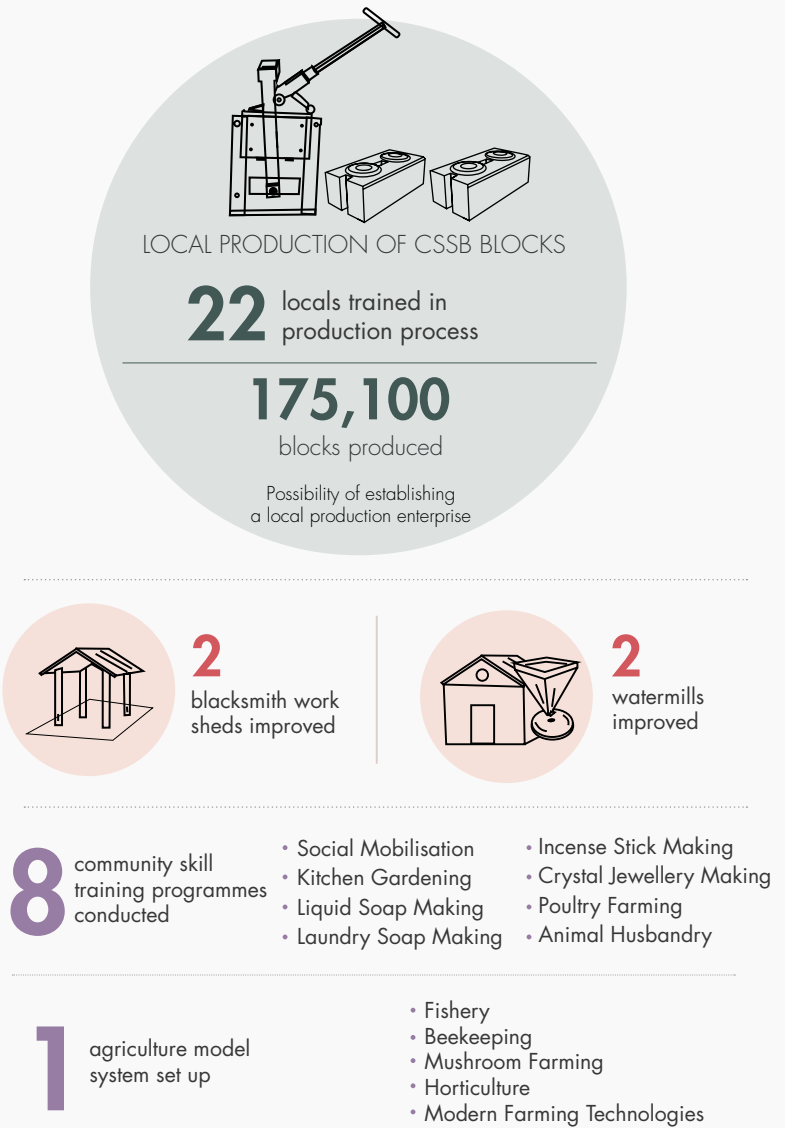 LOCAL PRODUCTION OF CSSB BLOCKS
22
locals trained in
production process
175,100
blocks produced
Possibility of establishing
a local production enterprise
2
blacksmith work
sheds improved
2
watermills
improved
8
community skill
training programmes
conducted
• Social Mobilisation
• Kitchen Gardening
• Liquid Soap Making
• Laundry Soap Making
• Incense Stick Making
• Crystal Jewellery Making
• Poultry Farming
• Animal Husbandry
1
agriculture model
system set up
• Fishery
• Beekeeping
• Mushroom Farming
• Horticulture
• Modern Farming Technologies